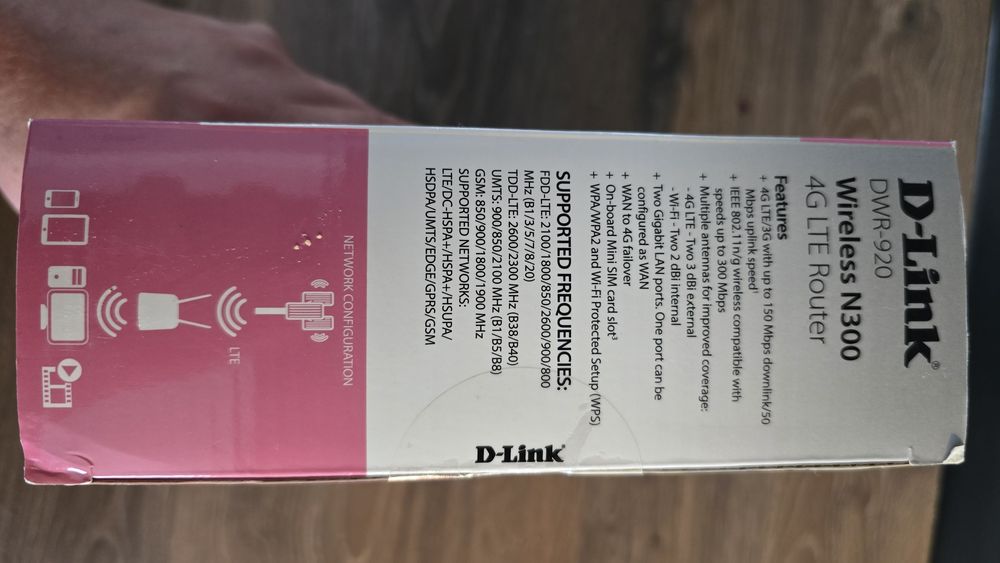 D-Link®
DWR-920
Wireless N300
4G LTE Router
Features
+ 4G LTE/3G with up to 150 Mbps downlink/50
Mbps uplink speed¹
+ IEEE 802.11n/g wireless compatible with
speeds up to 300 Mbps
+ Multiple antennas for improved coverage:
- 4G LTE - Two 3 dBi external
- Wi-Fi - Two 2 dBi internal
+ Two Gigabit LAN ports. One port can be
configured as WAN
+ WAN to 4G failover
+ On-board Mini SIM card slot³
+ WPA/WPA2 and Wi-Fi Protected Setup (WPS)
SUPPORTED FREQUENCIES:
FDD-LTE: 2100/1800/850/2600/900/800
MHz (B1/3/5/7/8/20)
TDD-LTE: 2600/2300 MHz (B38/B40)
UMTS: 900/850/2100 MHz (B1/B5/B8)
GSM: 850/900/1800/1900 MHz
SUPPORTED NETWORKS:
LTE/DC-HSPA+/HSPA+/HSUPA/
HSDPA/UMTS/EDGE/GPRS/GSM
D-Link®
NETWORK CONFIGURATION
LTE